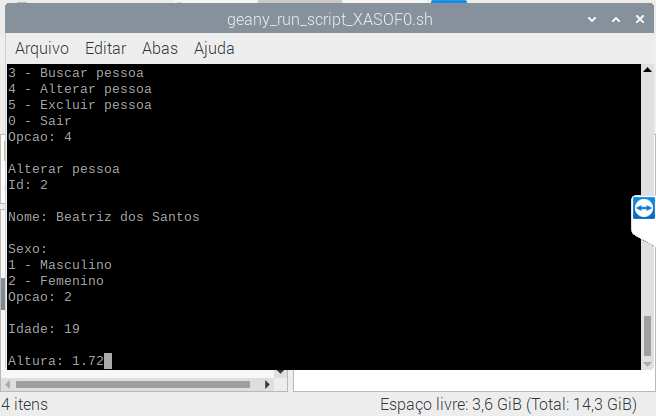 geany_run_script_XASOF0.sh
Arquivo Editar Abas Ajuda
3 - Buscar pessoa
4 - Alterar pessoa
5 - Excluir pessoa
0 - Sair
Opcao: 4
Alterar pessoa
Id: 2
Nome: Beatriz dos Santos
Sexo:
1 - Masculino
2 - Femenino
Opcao: 2
Idade: 19
Altura: 1.72
4 itens
Espaço livre: 3,6 GiB (Total: 14,3 GiB)